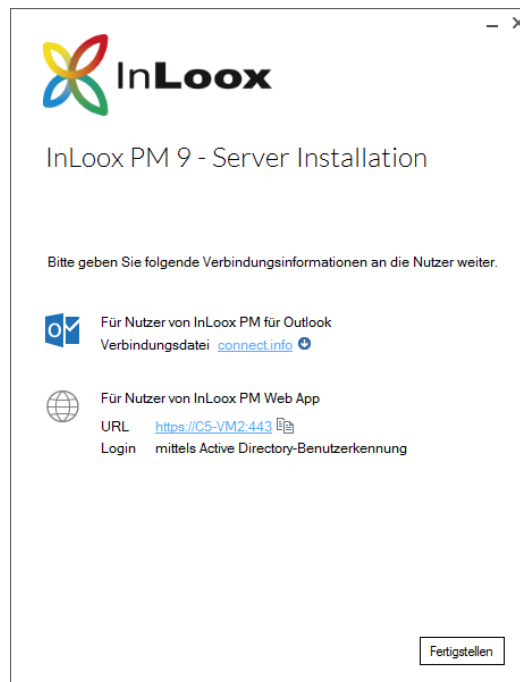 InLoox
InLoox PM 9 - Server Installation
Bitte geben Sie folgende Verbindungsinformationen an die Nutzer weiter.
Für Nutzer von InLoox PM für Outlook
Verbindungsdatei connect.info
Für Nutzer von InLoox PM Web App
URL https://C5-VM2:443
Login mittels Active Directory-Benutzerkennung
Fertigstellen